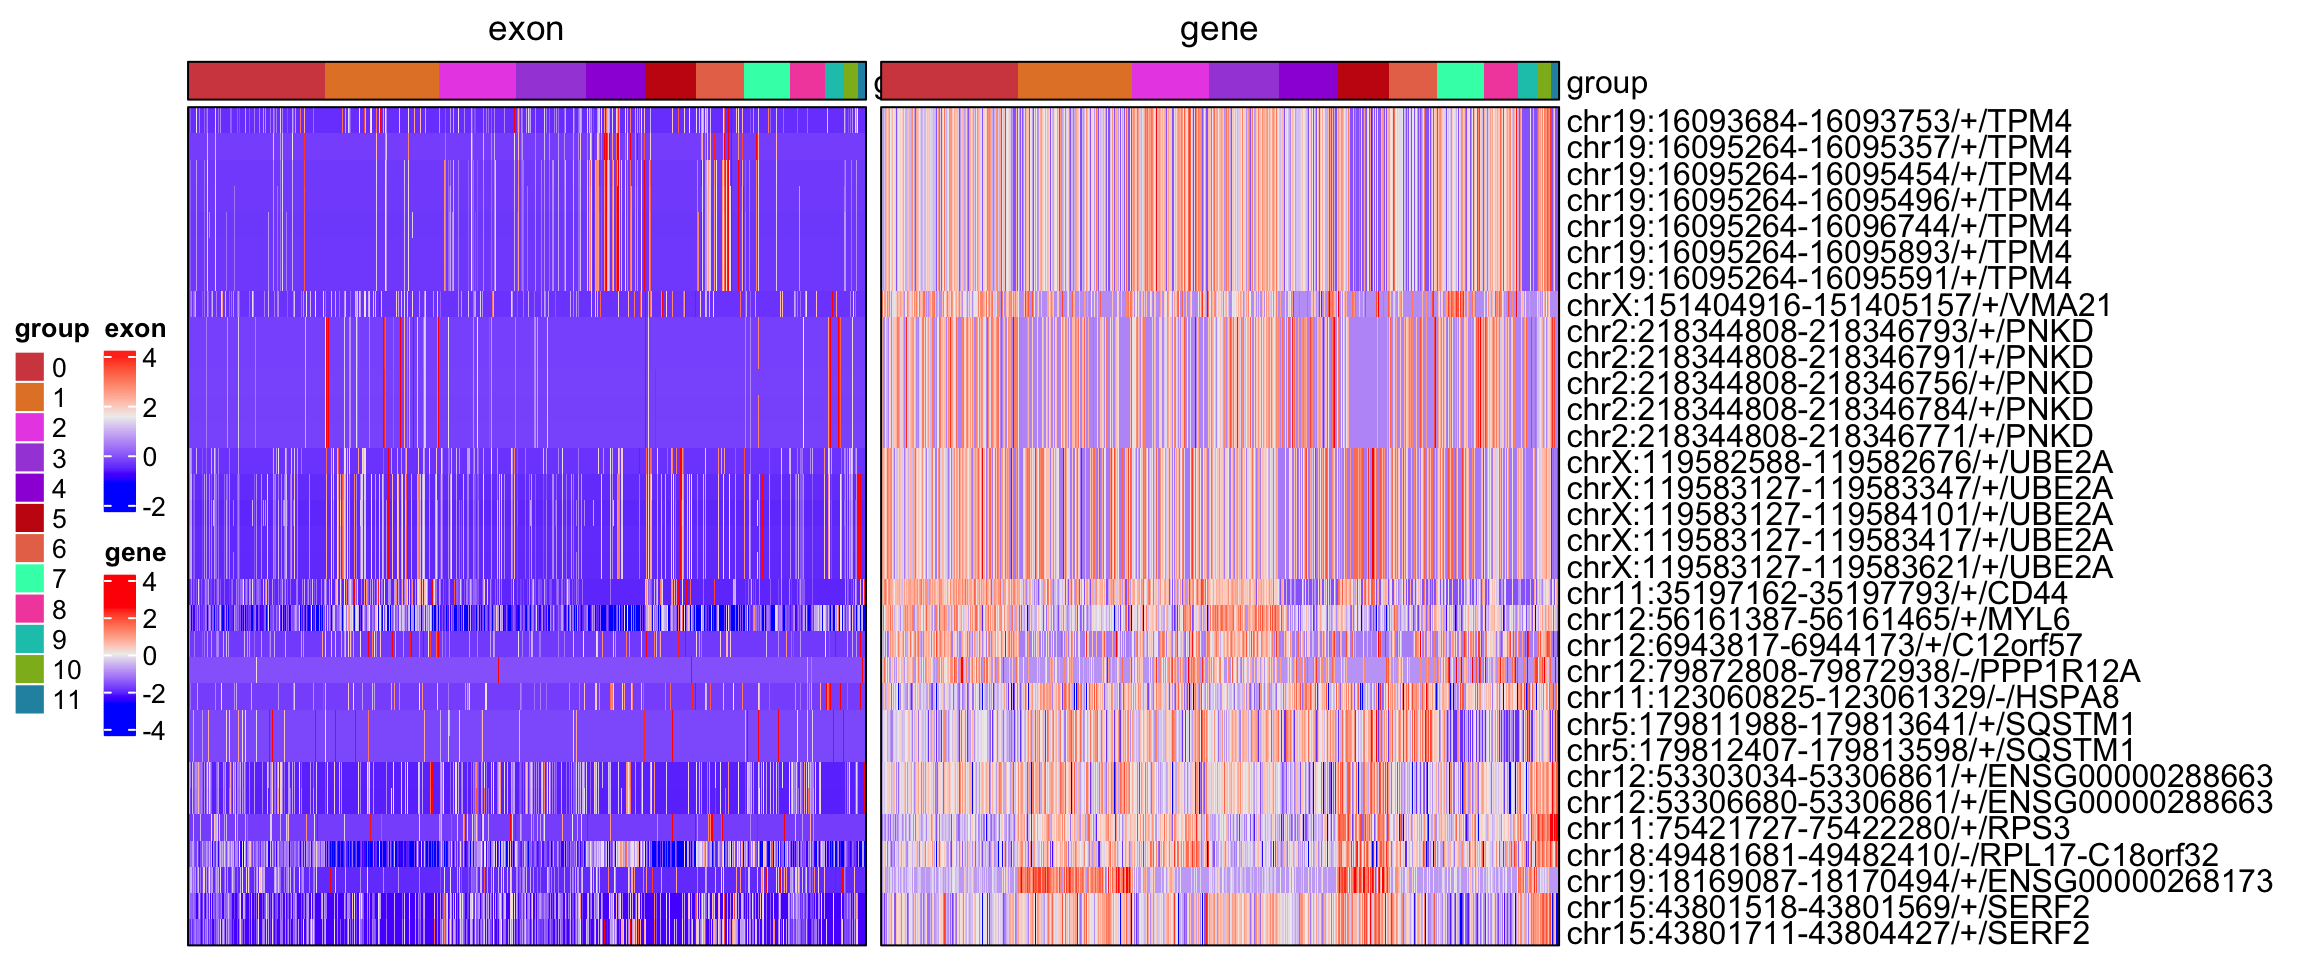 exon
gene
g
group
chr19:16093684-16093753/+/TPM4
chr19:16095264-16095357/+/TPM4
chr19:16095264-16095454/+/TPM4
chr19:16095264-16095496/+/TPM4
chr19:16095264-16096744/+/TPM4
chr19:16095264-16095893/+/TPM4
chr19:16095264-16095591/+/TPM4
chrX:151404916-151405157/+/VMA21
chr2:218344808-218346793/+/PNKD
chr2:218344808-218346791/+/PNKD
chr2:218344808-218346756/+/PNKD
chr2:218344808-218346784/+/PNKD
chr2:218344808-218346771/+/PNKD
chrX:119582588-119582676/+/UBE2A
chrX:119583127-119583347/+/UBE2A
chrX:119583127-119584101/+/UBE2A
chrX:119583127-119583417/+/UBE2A
chrX:119583127-119583621/+/UBE2A
chr11:35197162-35197793/+/CD44
chr12:56161387-56161465/+/MYL6
chr12:6943817-6944173/+/C12orf57
chr12:79872808-79872938/-/PPP1R12A
chr11:123060825-123061329/-/HSPA8
chr5:179811988-179813641/+/SQSTM1
chr5:179812407-179813598/+/SQSTM1
chr12:53303034-53306861/+/ENSG00000288663
chr12:53306680-53306861/+/ENSG00000288663
chr11:75421727-75422280/+/RPS3
chr18:49481681-49482410/-/RPL17-C18orf32
chr19:18169087-18170494/+/ENSG00000268173
chr15:43801518-43801569/+/SERF2
chr15:43801711-43804427/+/SERF2
group
0
1
2
3
4
5
6
7
8
9
10
11
exon
4
2
0
-2
gene
4
2
0
-2
-4